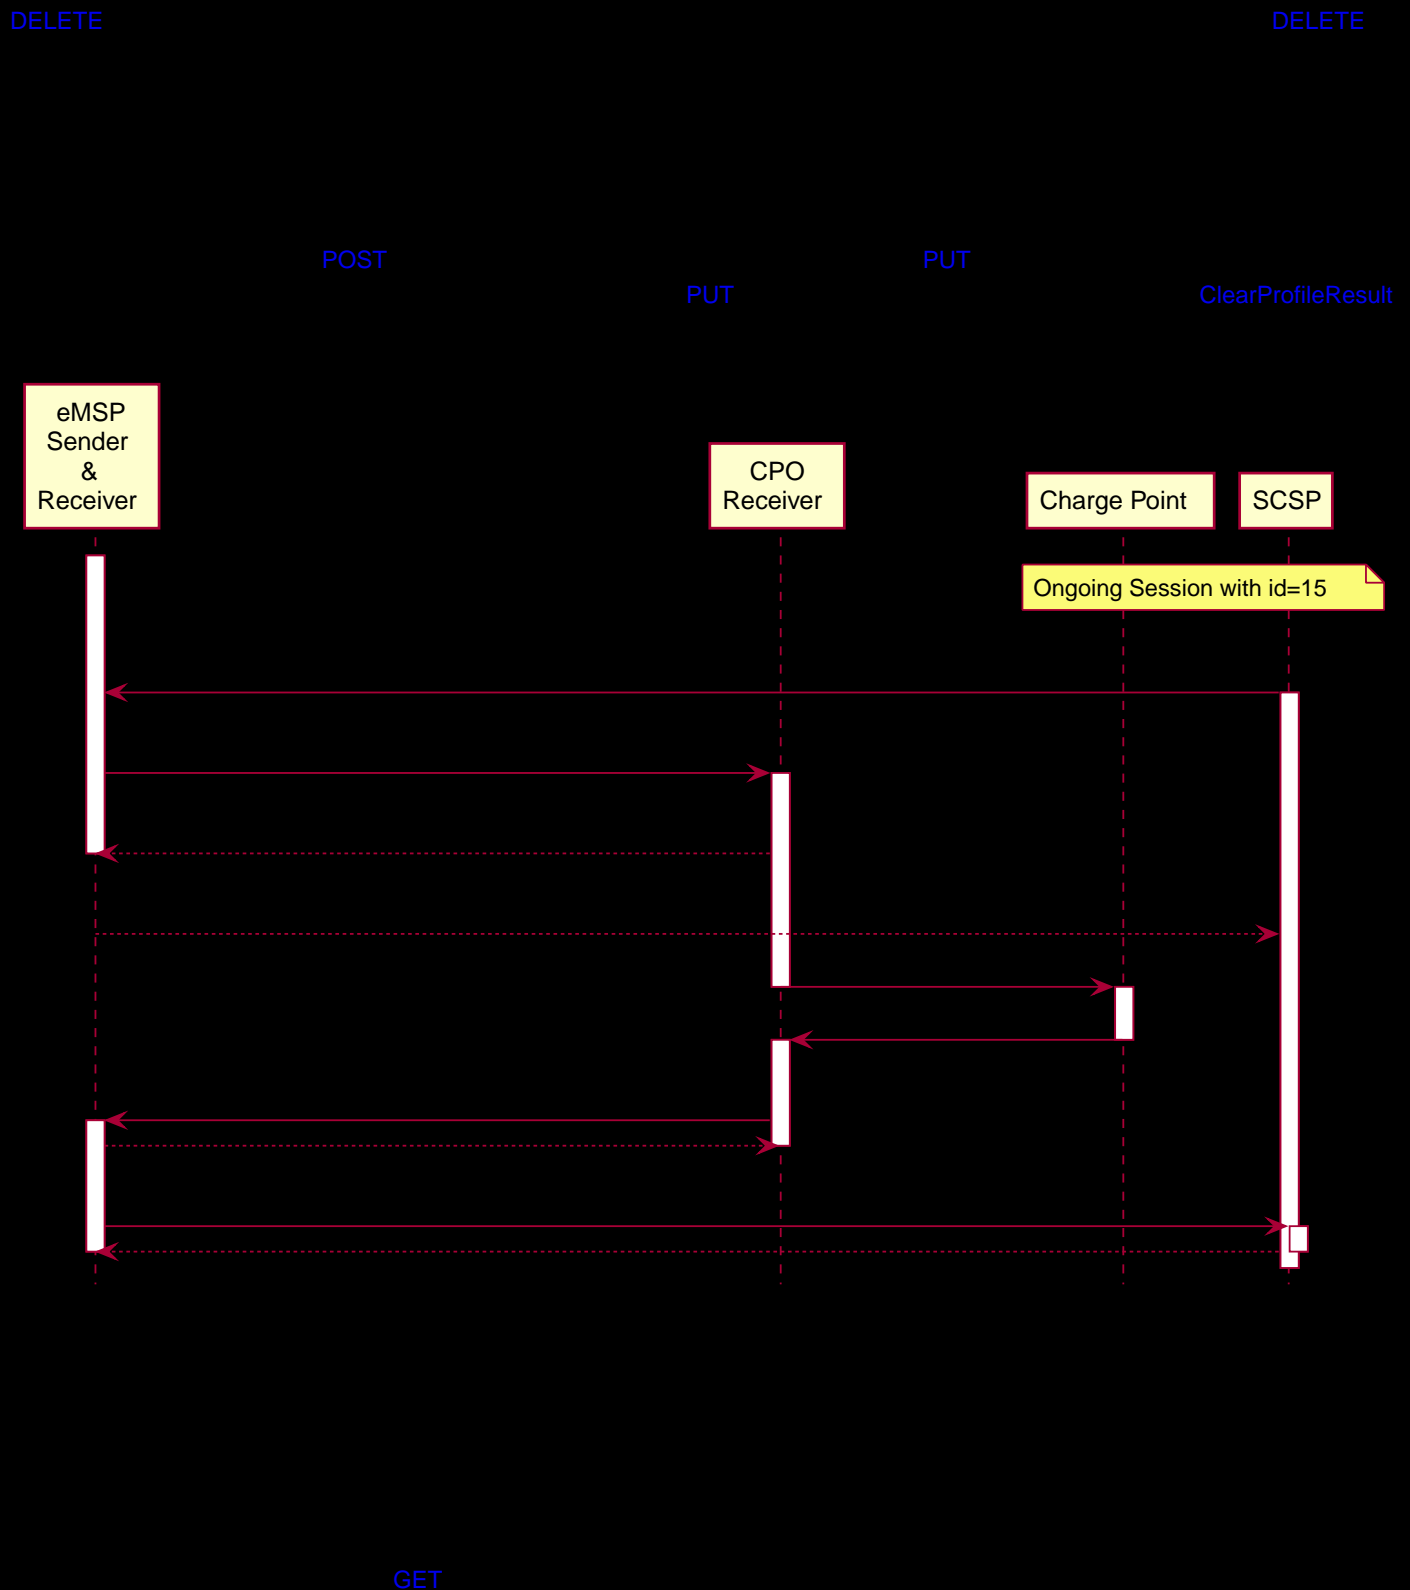 DELETE DELETE
POST PUT
PUT ClearProfileResult
eMSP
Sender
&
Receiver
CPO
Receiver
Charge Point
SCSP
Ongoing Session with id=15
GET